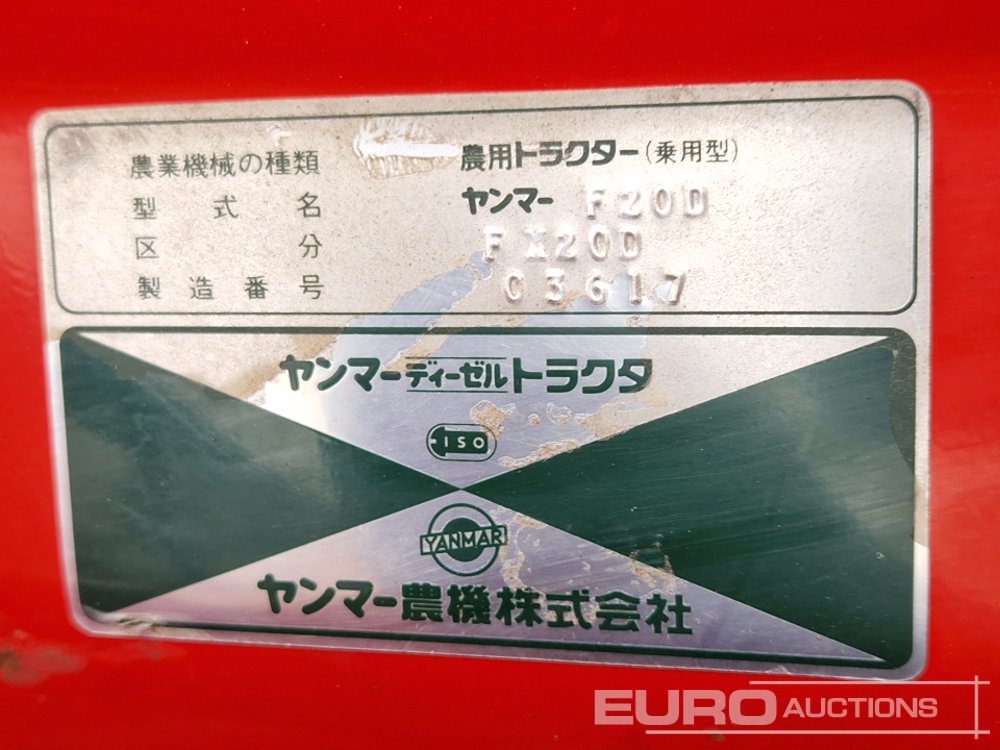 農業機械の種類 農用トラクター(乗用型)
型式名 ヤンマー F20D
区分 FX20D
製造番号 03617
ヤンマーディーゼルトラクタ
ISO
YANMAR
ヤンマー農機株式会社
EURO AUCTIONS